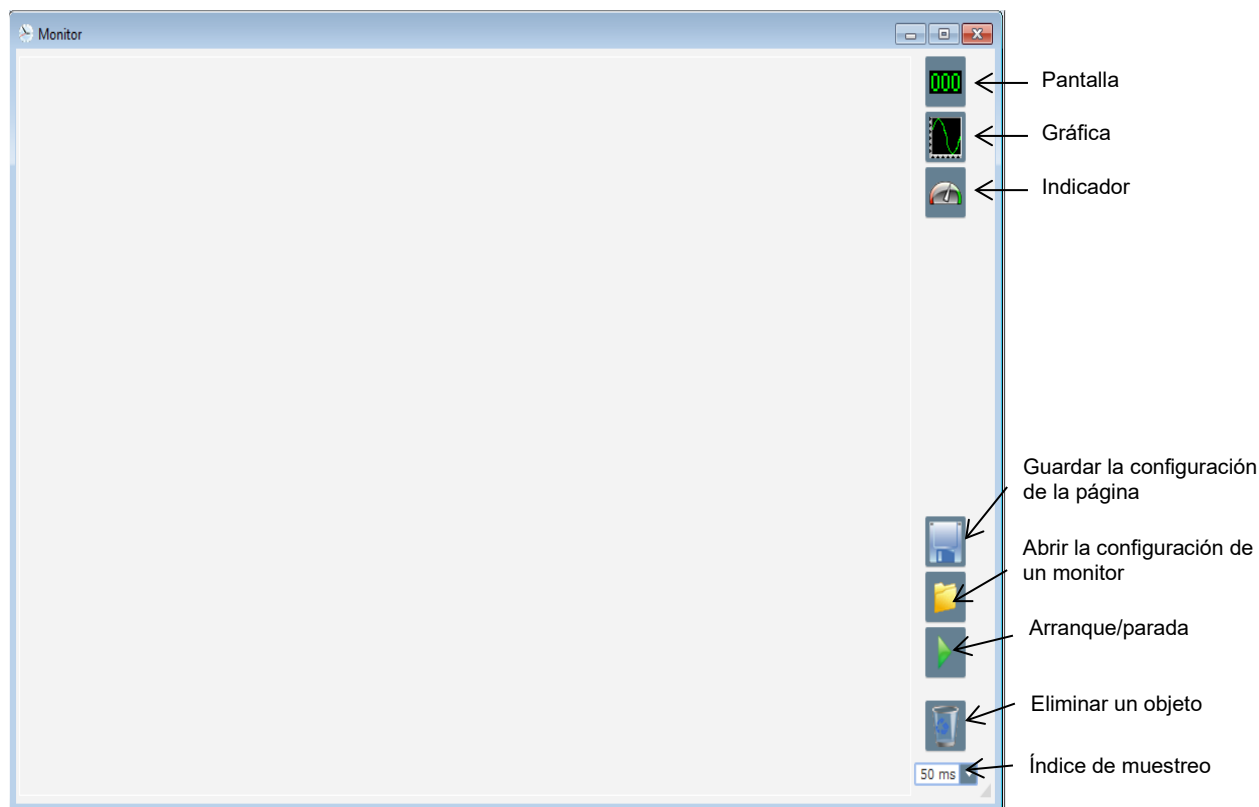 Monitor
000
Pantalla
Gráfica
Indicador
Guardar la configuración
de la página
Abrir la configuración de
un monitor
Arranque/parada
Eliminar un objeto
50 ms
Índice de muestreo